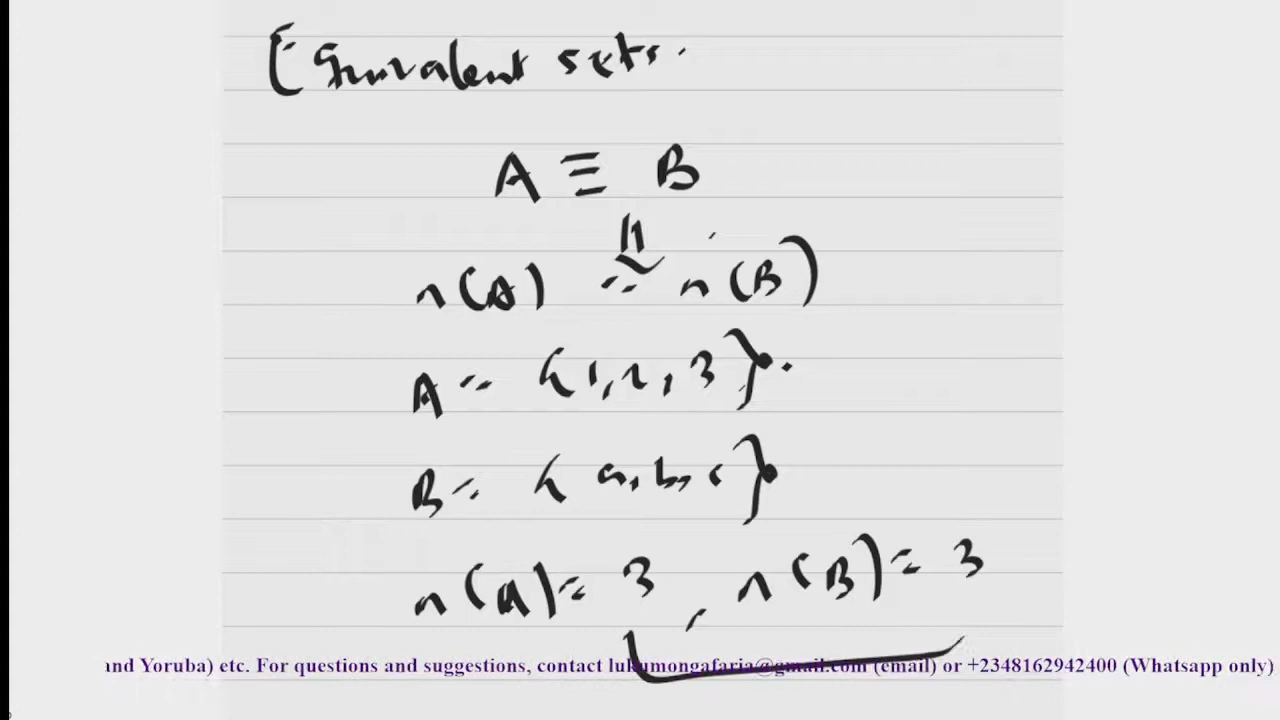 Equivalent sets.
A ≡ B
n(A) = n(B)
A = {1, 2, 3}.
B = {a, b, c}
n(A) = 3, n(B) = 3
and Yoruba) etc. For questions and suggestions, contact lukumongafaria@gmail.com (email) or +2348162942400 (Whatsapp only)